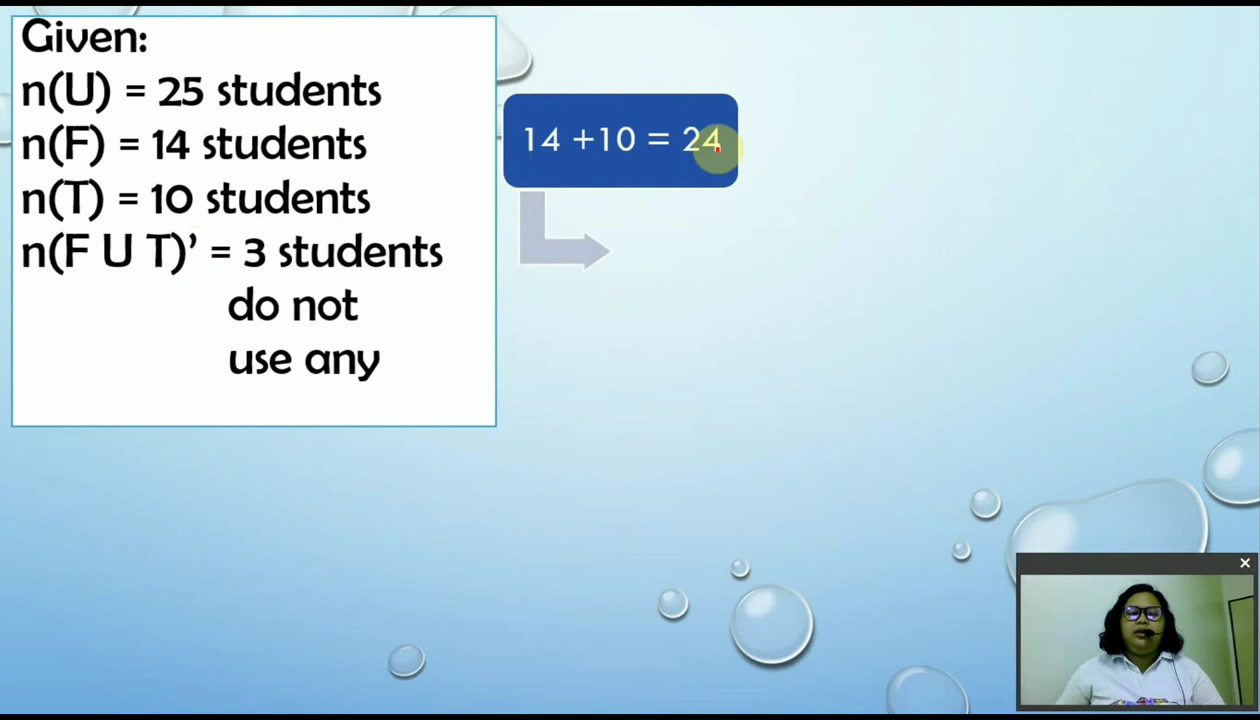 Given:
n(U) = 25 students
n(F) = 14 students
n(T) = 10 students
n(F U T)’ = 3 students
do not
use any
14 +10 = 24